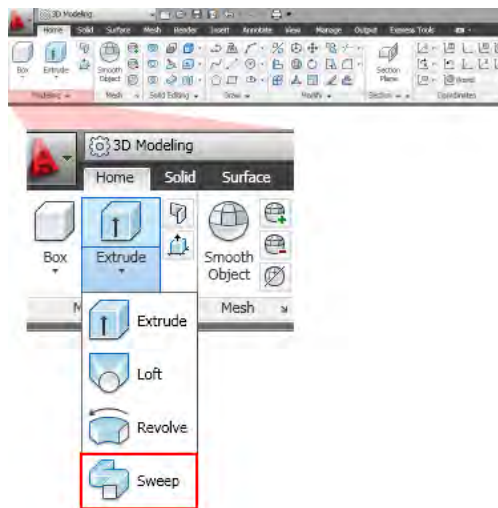 3D Modeling
Home Solid Surface Mesh Render Insert Annotate View Manage Output Express Tools
Box Extrude Smooth Object Section Plane
Modeling Mesh Solid Editing Draw Modify Section Coordinates
3D Modeling
Home Solid Surface
Box Extrude Smooth
Object
M Mesh
Extrude
Loft
Revolve
Sweep